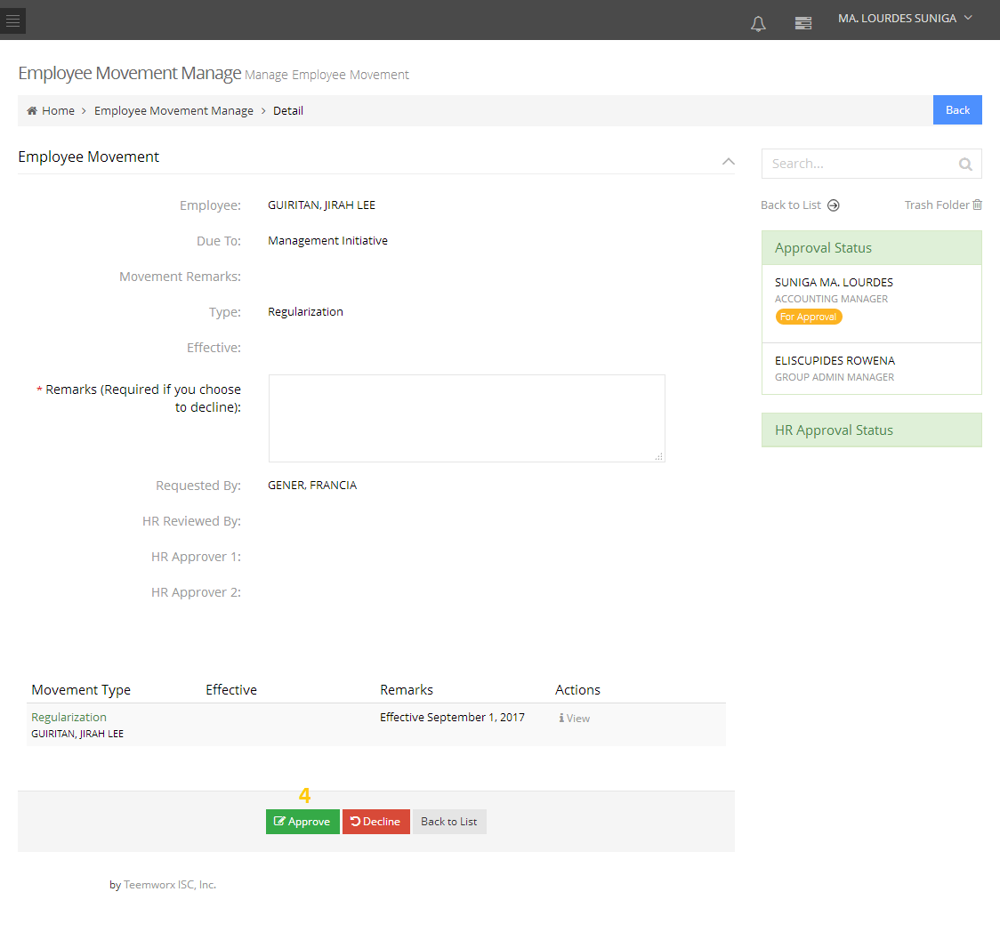 MA. LOURDES SUNIGA
Employee Movement Manage Manage Employee Movement
Home > Employee Movement Manage > Detail
Back
Employee Movement
Employee: GUIRITAN, JIRAH LEE
Due To: Management Initiative
Movement Remarks:
Type: Regularization
Effective:
* Remarks (Required if you choose
to decline):
Requested By: GENER, FRANCIA
HR Reviewed By:
HR Approver 1:
HR Approver 2:
Search...
Back to List Trash Folder
Approval Status
SUNIGA MA. LOURDES
ACCOUNTING MANAGER
For Approval
ELISCUPIDES ROWENA
GROUP ADMIN MANAGER
HR Approval Status
Movement Type Effective Remarks Actions
Regularization Effective September 1, 2017 View
GUIRITAN, JIRAH LEE
4
Approve Decline Back to List
by Teemworx ISC, Inc.